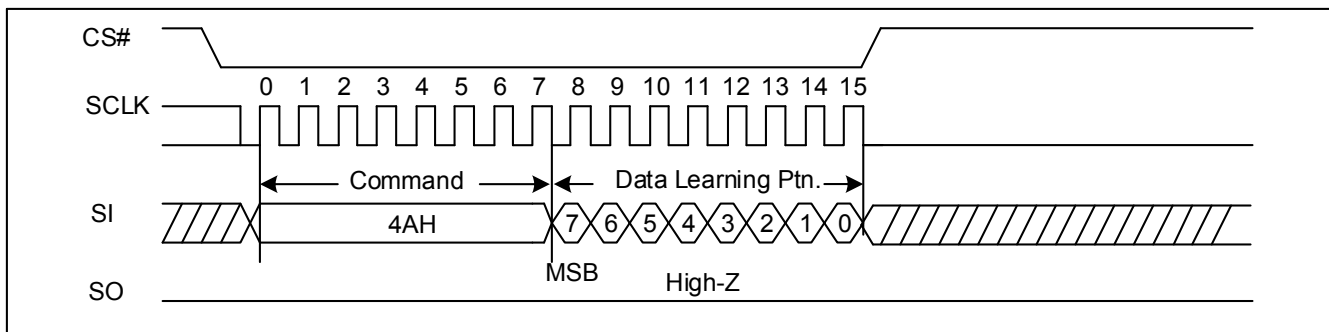 CS#
0 1 2 3 4 5 6 7 8 9 10 11 12 13 14 15
SCLK
Command Data Learning Ptn.
SI 4AH 7 6 5 4 3 2 1 0
MSB
SO High-Z